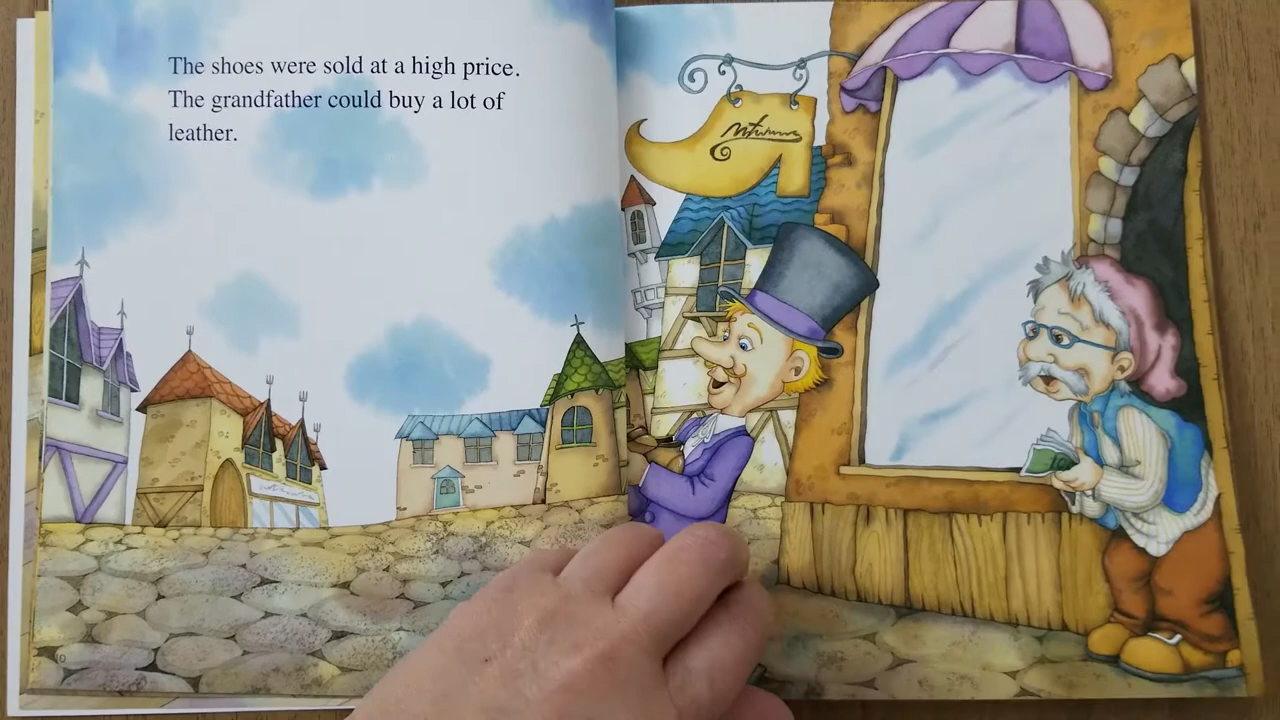 The shoes were sold at a high price.
The grandfather could buy a lot of
leather.